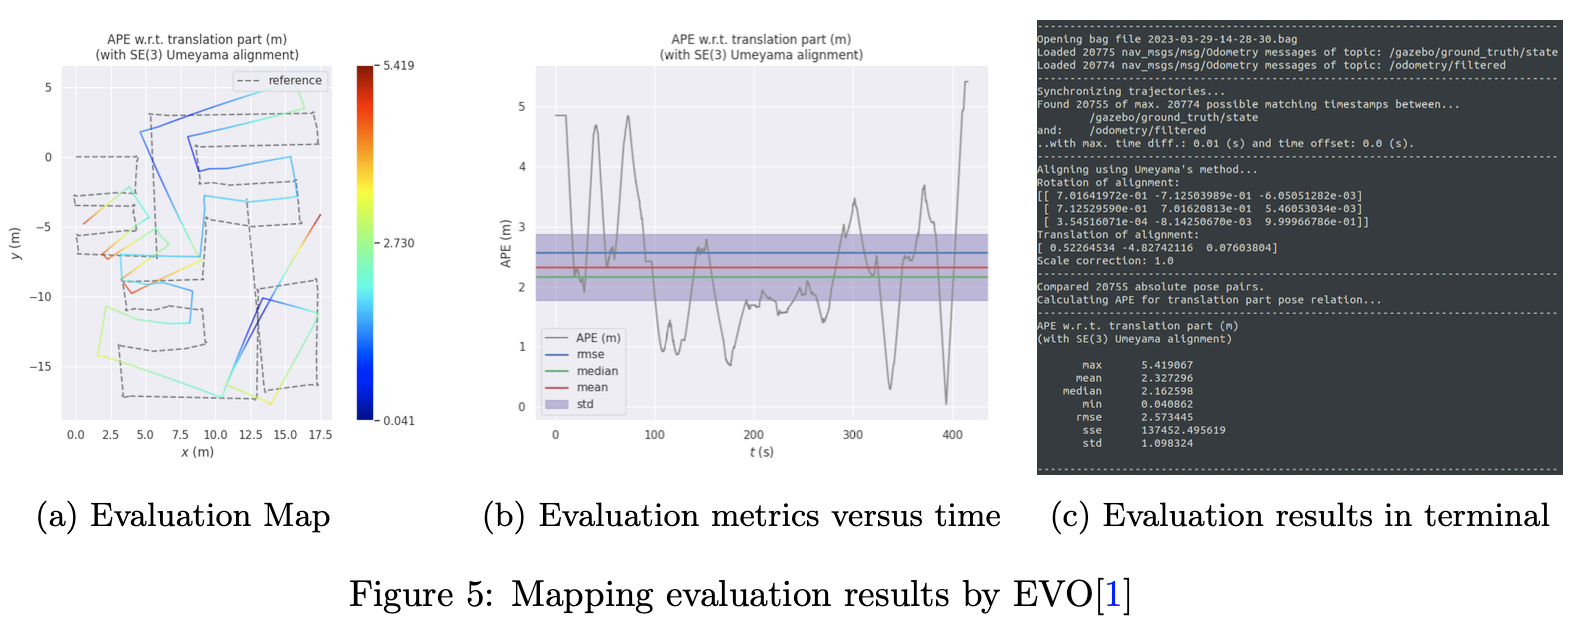 APE w.r.t. translation part (m)
(with SE(3) Umeyama alignment)
reference
5
0
−5
−10
−15
y (m)
0.0 2.5 5.0 7.5 10.0 12.5 15.0 17.5
x (m)
5.419
2.730
0.041
(a) Evaluation Map
APE w.r.t. translation part (m)
(with SE(3) Umeyama alignment)
5
4
3
2
1
0
APE (m)
APE (m)
rmse
median
mean
std
0 100 200 300 400
t (s)
(b) Evaluation metrics versus time
--------------------------------------------------------------------------------
Opening bag file 2023-03-29-14-28-30.bag
Loaded 20775 nav_msgs/msg/Odometry messages of topic: /gazebo/ground_truth/state
Loaded 20774 nav_msgs/msg/Odometry messages of topic: /odometry/filtered
--------------------------------------------------------------------------------
Synchronizing trajectories...
Found 20755 of max. 20774 possible matching timestamps between...
/gazebo/ground_truth/state
and: /odometry/filtered
..with max. time diff.: 0.01 (s) and time offset: 0.0 (s).
--------------------------------------------------------------------------------
Aligning using Umeyama's method...
Rotation of alignment:
[[ 7.01641972e-01 -7.12503989e-01 -6.05051282e-03]
[ 7.12529590e-01 7.01620813e-01 5.46053034e-03]
[ 3.54516071e-04 -8.14250670e-03 9.99966786e-01]]
Translation of alignment:
[ 0.52264534 -4.82742116 0.07603804]
Scale correction: 1.0
--------------------------------------------------------------------------------
Compared 20755 absolute pose pairs.
Calculating APE for translation part pose relation...
--------------------------------------------------------------------------------
APE w.r.t. translation part (m)
(with SE(3) Umeyama alignment)
max 5.419067
mean 2.327296
median 2.162598
min 0.040862
rmse 2.573445
sse 137452.495619
std 1.098324
--------------------------------------------------------------------------------
(c) Evaluation results in terminal
Figure 5: Mapping evaluation results by EVO[1]